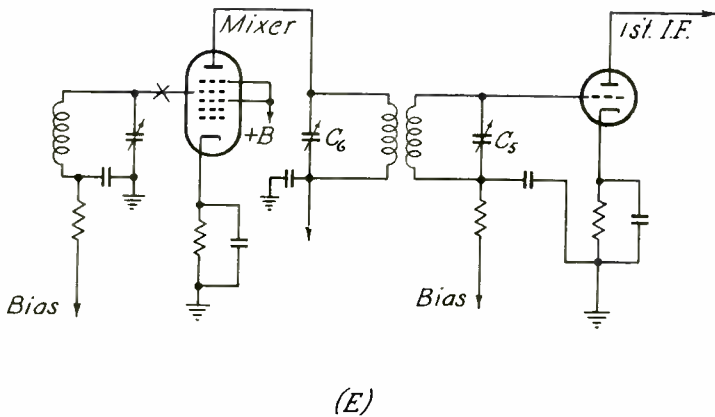 Mixer
1st. I.F.
+B
C6
C5
Bias
Bias
(E)